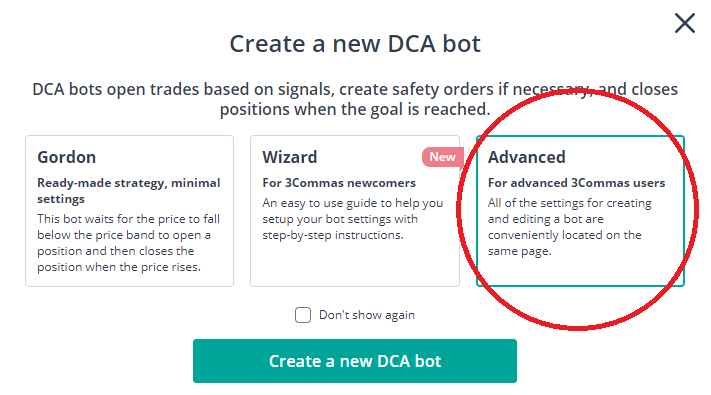 Create a new DCA bot
DCA bots open trades based on signals, create safety orders if necessary, and closes
positions when the goal is reached.
Gordon
Ready-made strategy, minimal
settings
This bot waits for the price to fall
below the price band to open a
position and then closes the
position when the price rises.
Wizard
New
For 3Commas newcomers
An easy to use guide to help you
setup your bot settings with
step-by-step instructions.
Advanced
For advanced 3Commas users
All of the settings for creating
and editing a bot are
conveniently located on the
same page.
Don't show again
Create a new DCA bot